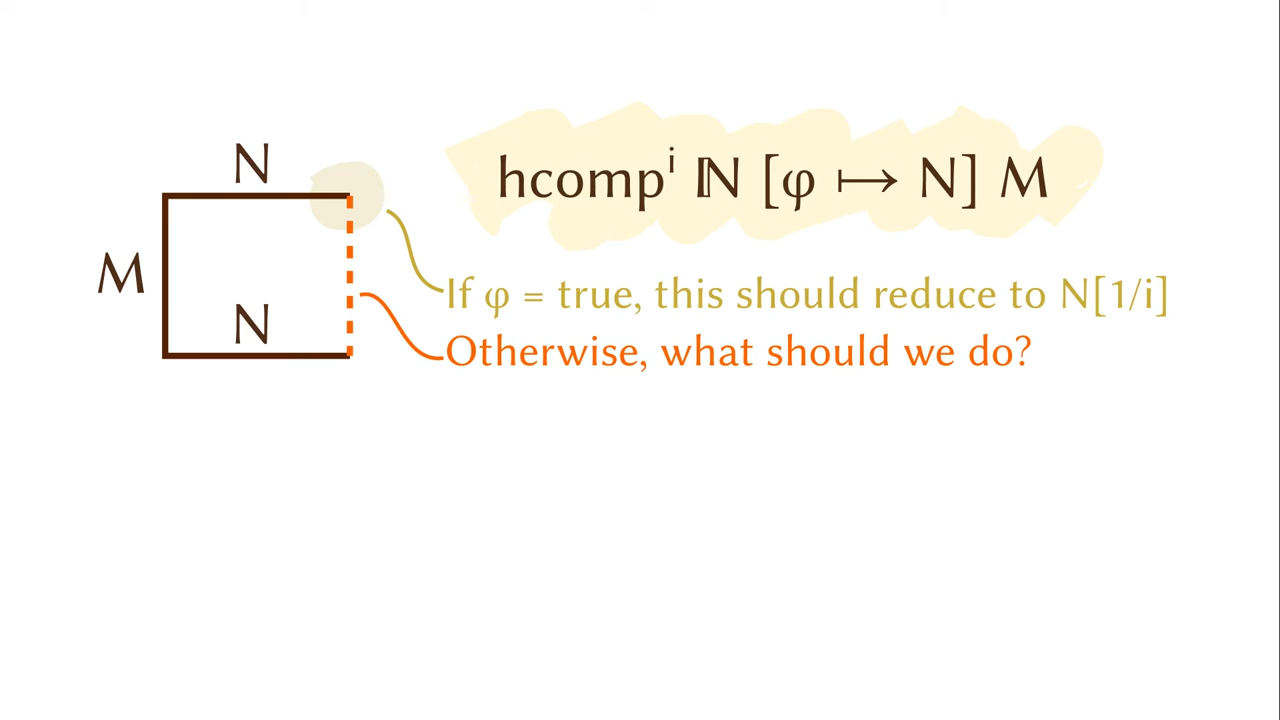 N
hcompⁱ ℕ [φ ⟼ N] M
M
N
If φ = true, this should reduce to N[1/i]
Otherwise, what should we do?